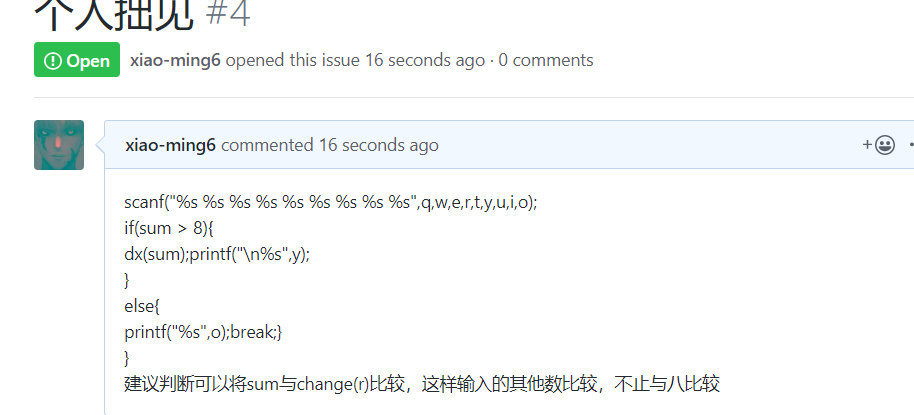 个人拙见 #4
Open xiao-ming6 opened this issue 16 seconds ago · 0 comments
xiao-ming6 commented 16 seconds ago
scanf("%s %s %s %s %s %s %s %s %s",q,w,e,r,t,y,u,i,o);
if(sum > 8){
dx(sum);printf("\n%s",y);
}
else{
printf("%s",o);break;}
}
建议判断可以将sum与change(r)比较，这样输入的其他数比较，不止与八比较